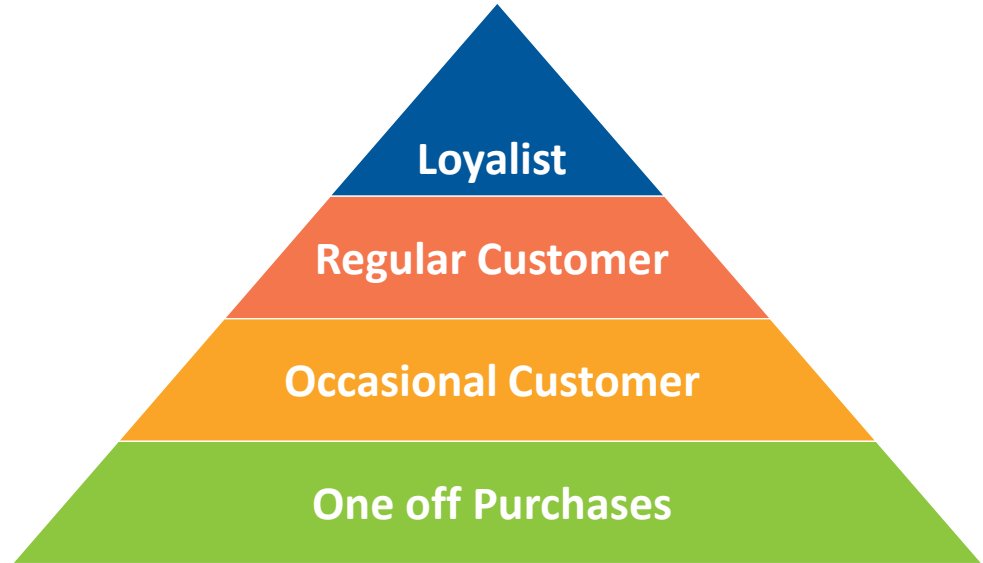 Loyalist
Regular Customer
Occasional Customer
One off Purchases